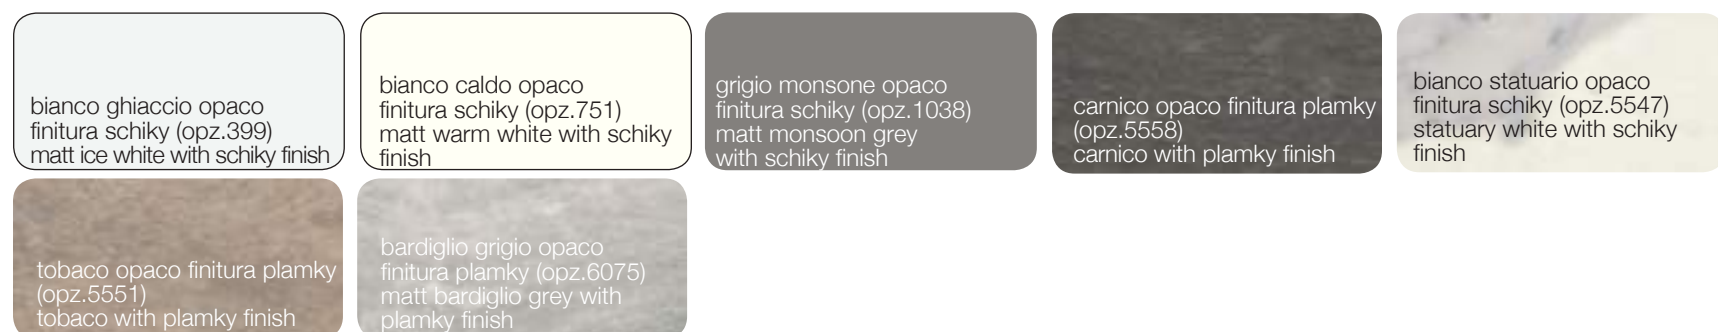 bianco ghiaccio opaco
finitura schiky (opz.399)
matt ice white with schiky finish
bianco caldo opaco
finitura schiky (opz.751)
matt warm white with schiky
finish
grigio monsone opaco
finitura schiky (opz.1038)
matt monsoon grey
with schiky finish
carnico opaco finitura plamky
(opz.5558)
carnico with plamky finish
bianco statuario opaco
finitura schiky (opz.5547)
statuary white with schiky
finish
tobaco opaco finitura plamky
(opz.5551)
tobaco with plamky finish
bardiglio grigio opaco
finitura plamky (opz.6075)
matt bardiglio grey with
plamky finish